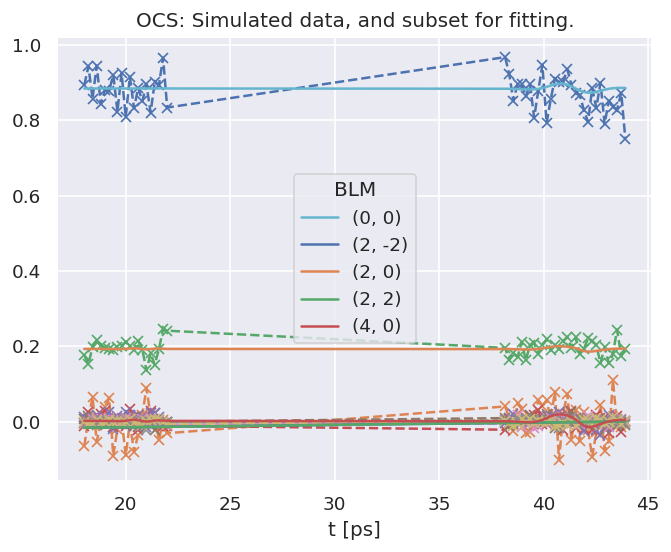 OCS: Simulated data, and subset for fitting.
1.0
0.8
0.6
0.4
0.2
0.0
BLM
(0, 0)
(2, -2)
(2, 0)
(2, 2)
(4, 0)
20 25 30 35 40 45
t [ps]